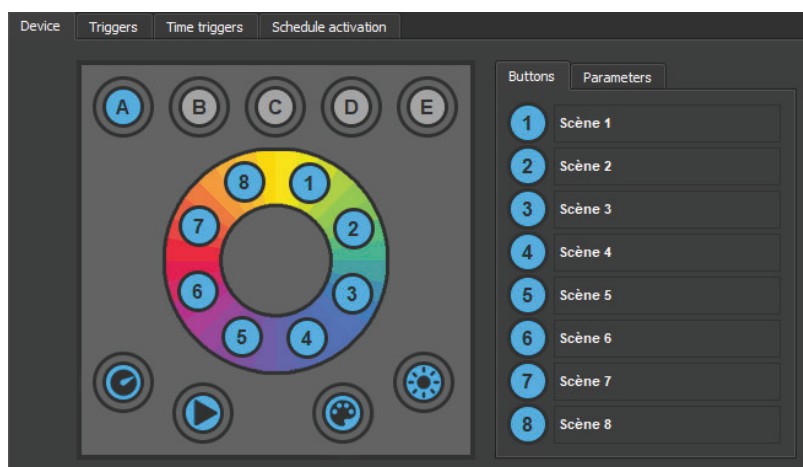 Device Triggers Time triggers Schedule activation
Buttons Parameters
A B C D E
8 1
7 2
6 3
5 4
1 Scène 1
2 Scène 2
3 Scène 3
4 Scène 4
5 Scène 5
6 Scène 6
7 Scène 7
8 Scène 8